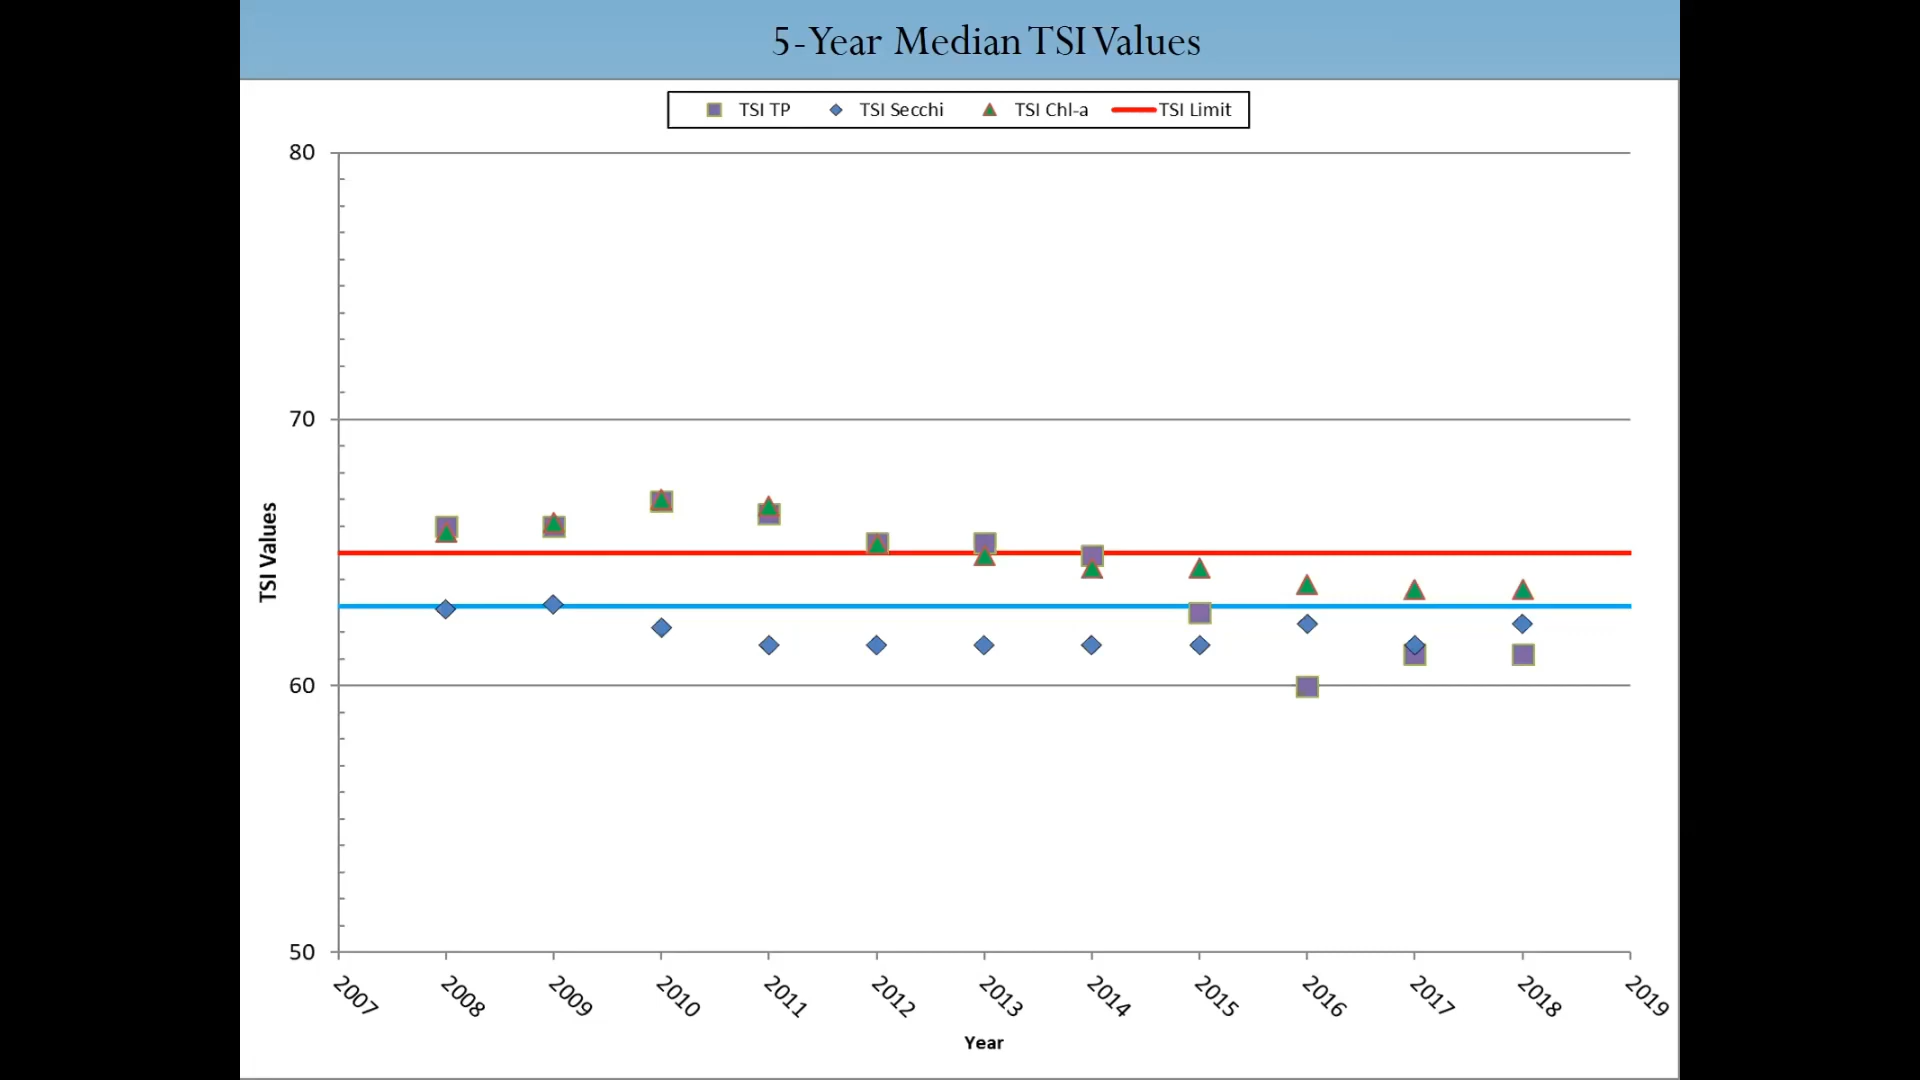 5-Year Median TSI Values
TSI TP TSI Secchi TSI Chl-a TSI Limit
80
70
60
50
TSI Values
2007 2008 2009 2010 2011 2012 2013 2014 2015 2016 2017 2018 2019
Year